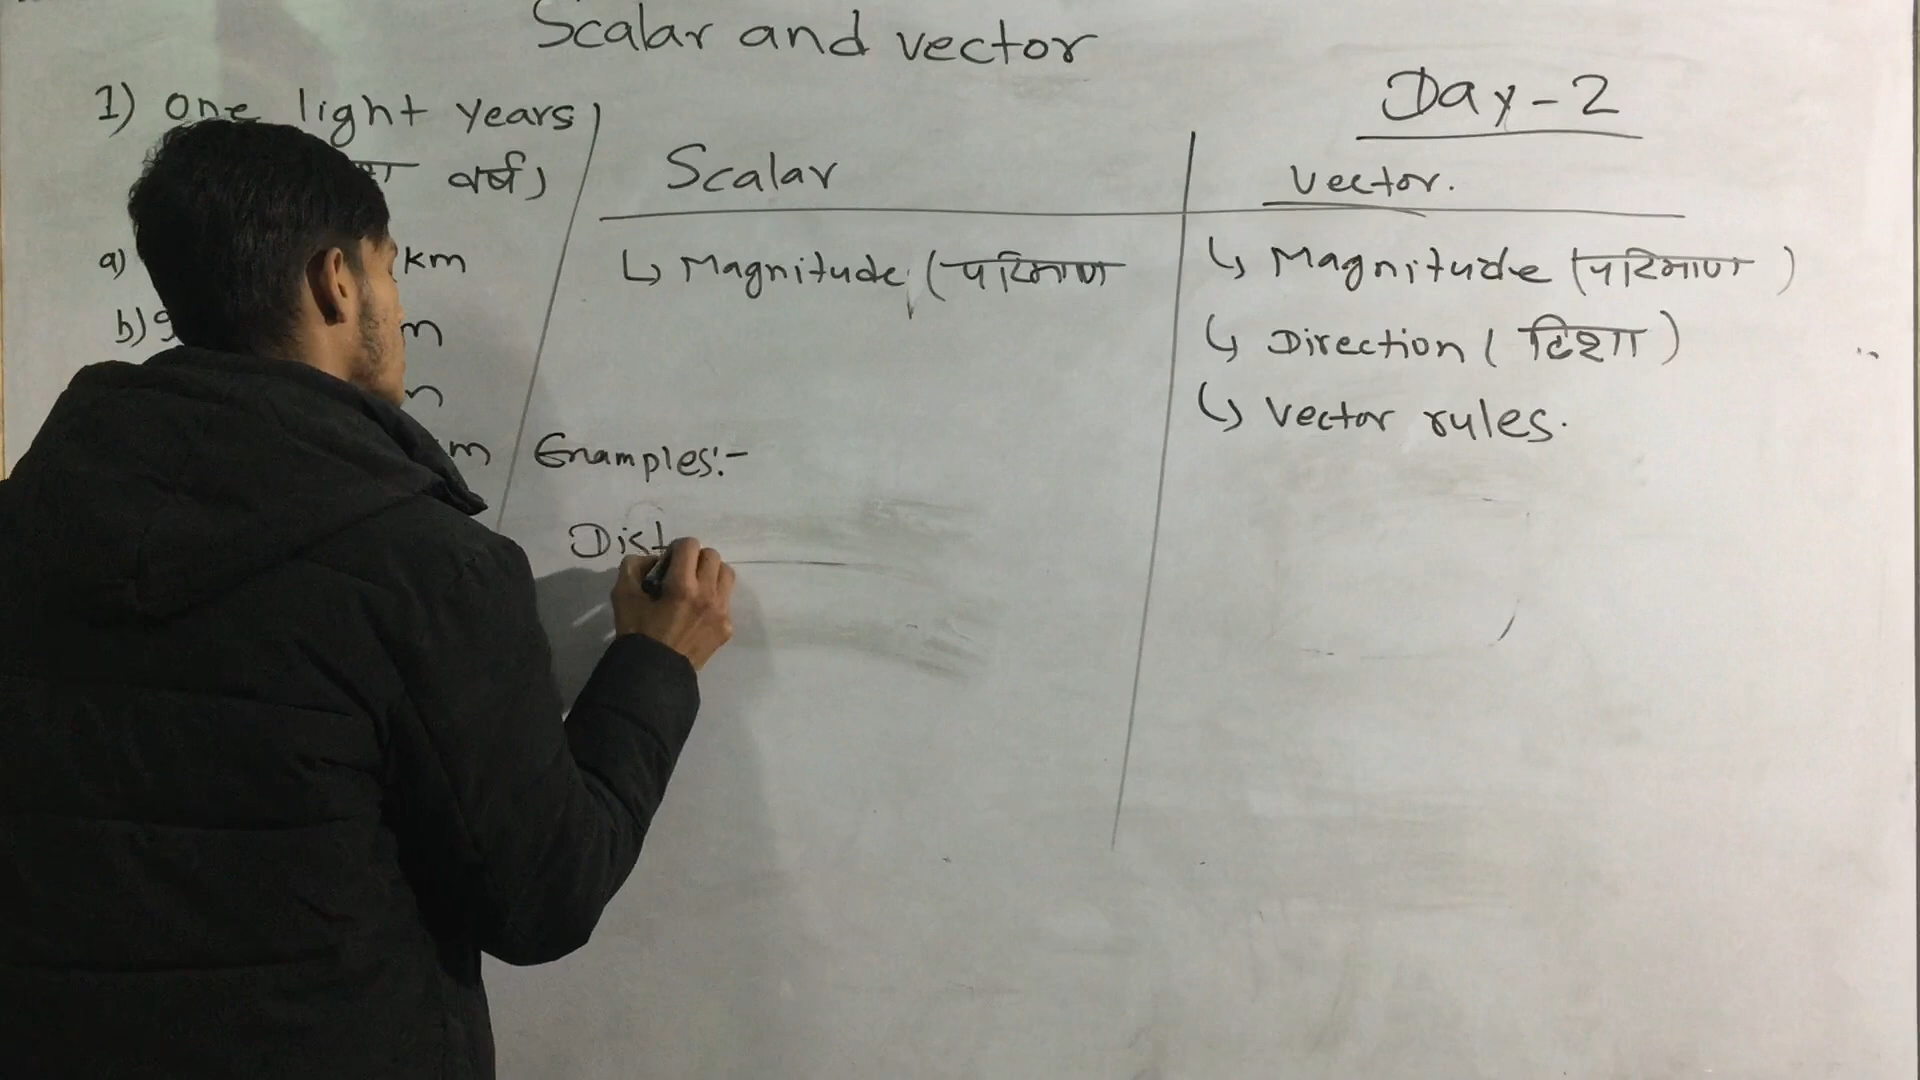 Scalar and vector
Day-2
1) One light years
वर्ष)
a) km
b) 9 m
m
m
Scalar
↳ Magnitude (परिमाण
Examples:-
Dist
Vector.
↳ Magnitude (परिमाण)
↳ Direction (दिशा)
↳ Vector rules.